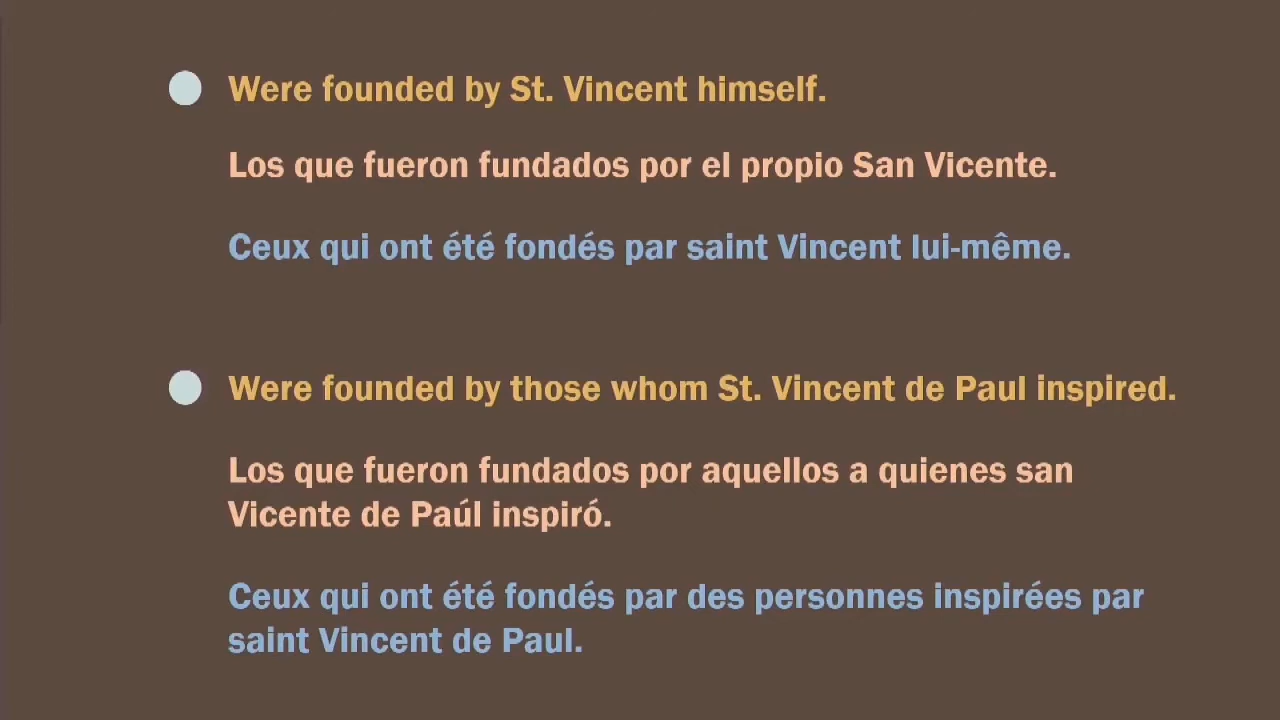 Were founded by St. Vincent himself.
Los que fueron fundados por el propio San Vicente.
Ceux qui ont été fondés par saint Vincent lui-même.
Were founded by those whom St. Vincent de Paul inspired.
Los que fueron fundados por aquellos a quienes san
Vicente de Paúl inspiró.
Ceux qui ont été fondés par des personnes inspirées par
saint Vincent de Paul.